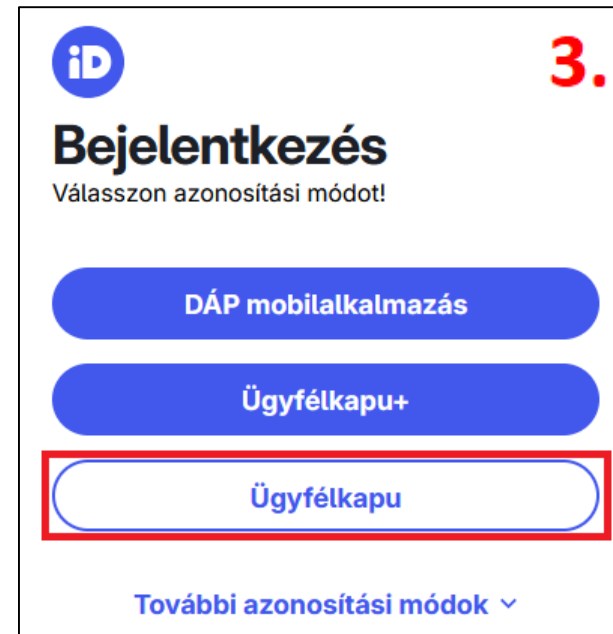 iD
3.
Bejelentkezés
Válasszon azonosítási módot!
DÁP mobilalkalmazás
Ügyfélkapu+
Ügyfélkapu
További azonosítási módok